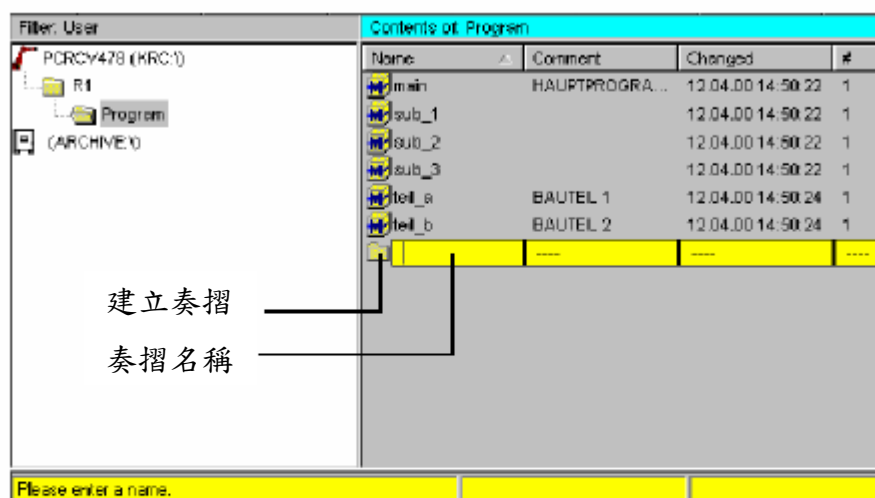 Filter: User
Contents of: Program
PCRCV478 (KRC:\)
R1
Program
(ARCHIVE:\)
Name Comment Changed #
main HAUPTPROGRA... 12.04.00 14:50:22 1
sub_1 12.04.00 14:50:22 1
sub_2 12.04.00 14:50:22 1
sub_3 12.04.00 14:50:22 1
teil_a BAUTEL 1 12.04.00 14:50:24 1
teil_b BAUTEL 2 12.04.00 14:50:24 1
---- ---- ----
建立奏摺
奏摺名稱
Please enter a name.